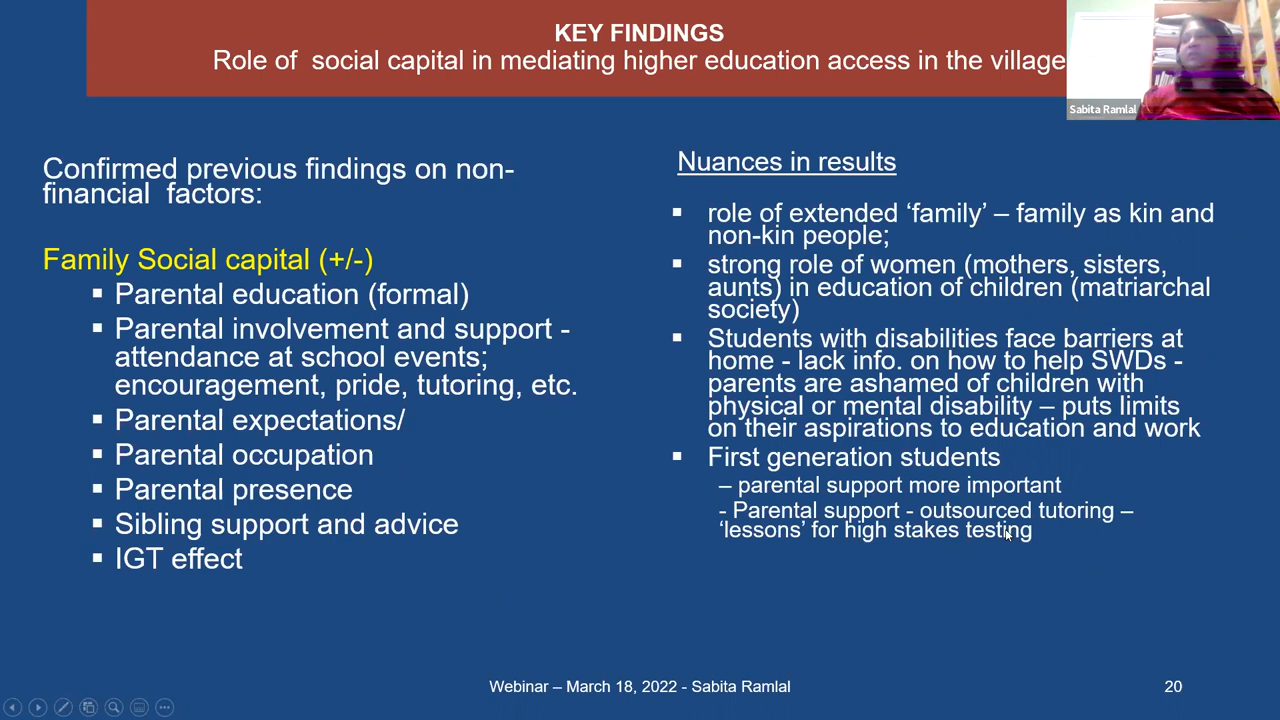 KEY FINDINGS
Role of social capital in mediating higher education access in the village
Sabita Ramlal
Confirmed previous findings on non-
financial factors:
Family Social capital (+/-)
▪ Parental education (formal)
▪ Parental involvement and support -
attendance at school events;
encouragement, pride, tutoring, etc.
▪ Parental expectations/
▪ Parental occupation
▪ Parental presence
▪ Sibling support and advice
▪ IGT effect
Nuances in results
▪ role of extended ‘family’ – family as kin and
non-kin people;
▪ strong role of women (mothers, sisters,
aunts) in education of children (matriarchal
society)
▪ Students with disabilities face barriers at
home - lack info. on how to help SWDs -
parents are ashamed of children with
physical or mental disability – puts limits
on their aspirations to education and work
▪ First generation students
– parental support more important
- Parental support - outsourced tutoring –
‘lessons’ for high stakes testing
Webinar – March 18, 2022 - Sabita Ramlal
20